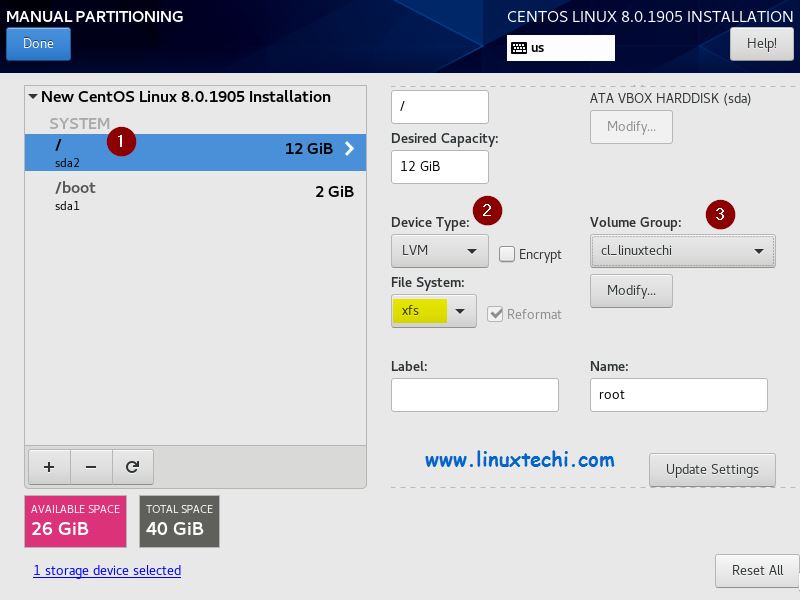 MANUAL PARTITIONING
CENTOS LINUX 8.0.1905 INSTALLATION
Done
us
Help!
New CentOS Linux 8.0.1905 Installation
SYSTEM
1
/
12 GiB
sda2
/boot
2 GiB
sda1
+ −
AVAILABLE SPACE
26 GiB
TOTAL SPACE
40 GiB
1 storage device selected
/
ATA VBOX HARDDISK (sda)
Modify...
Desired Capacity:
12 GiB
2
3
Device Type:
Volume Group:
LVM
Encrypt
cl_linuxtechi
File System:
Modify...
xfs
Reformat
Label:
Name:
root
www.linuxtechi.com
Update Settings
Reset All